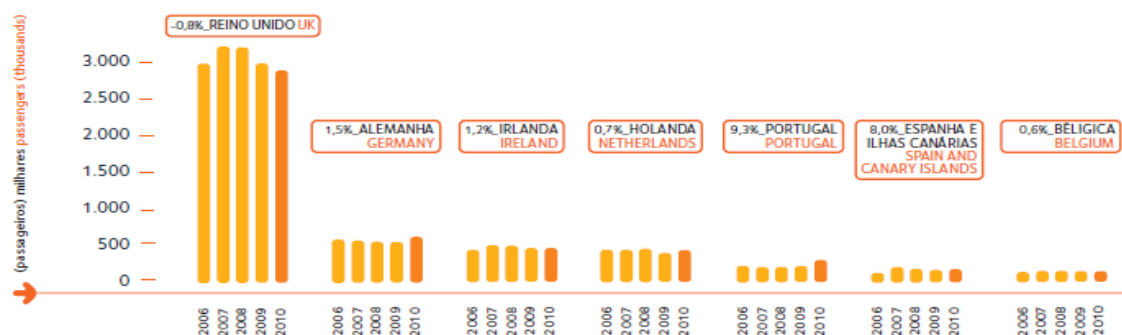 (passageiros) milhares passengers (thousands)
3.000
2.500
2.000
1.500
1.000
500
0
-0,8%_REINO UNIDO UK
1,5%_ALEMANHA
GERMANY
1,2%_IRLANDA
IRELAND
0,7%_HOLANDA
NETHERLANDS
9,3%_PORTUGAL
PORTUGAL
8,0%_ESPANHA E
ILHAS CANÁRIAS
SPAIN AND
CANARY ISLANDS
0,6%_BÉLIGICA
BELGIUM
2006 2007 2008 2009 2010
2006 2007 2008 2009 2010
2006 2007 2008 2009 2010
2006 2007 2008 2009 2010
2006 2007 2008 2009 2010
2006 2007 2008 2009 2010
2006 2007 2008 2009 2010